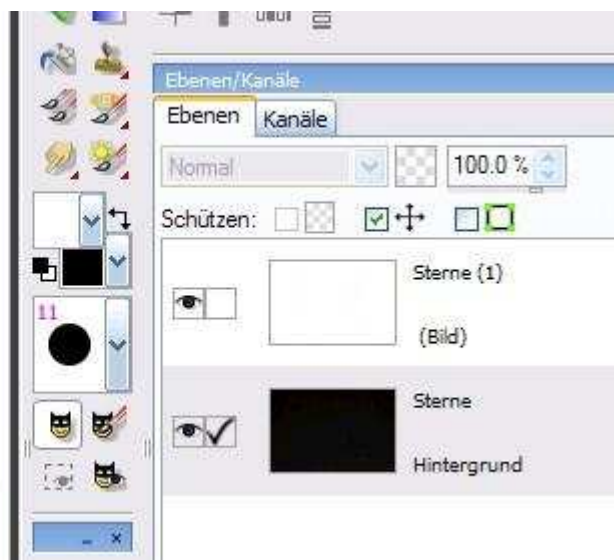 Ebenen/Kanäle
Ebenen Kanäle
Normal 100.0 %
Schützen:
11
Sterne (1)
(Bild)
Sterne
Hintergrund